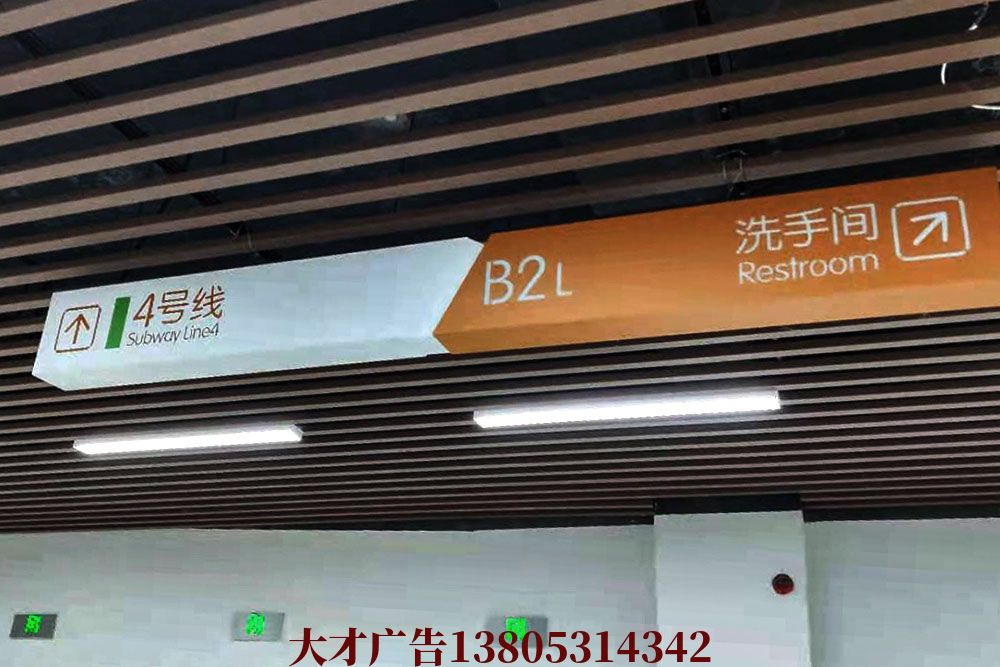 4号线
Subway Line4
B2L
洗手间
Restroom
大才广告13805314342